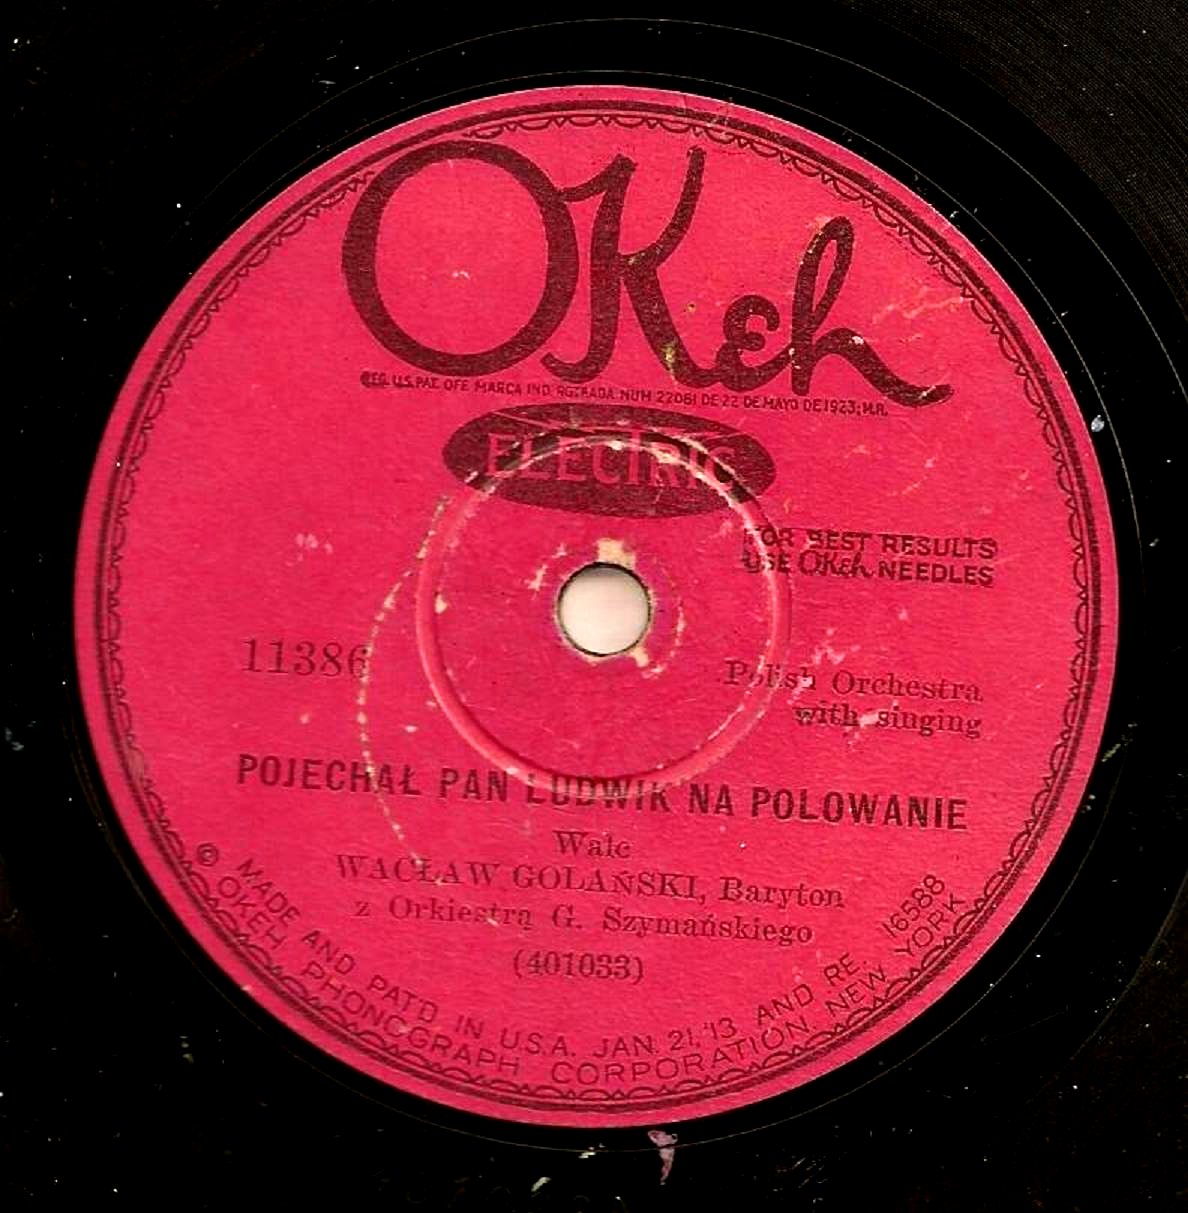 OKeh
REG. U.S. PAT. OFF. MARCA IND. RGTRADA NUM 22061 DE 22 DE MAYO DE 1923; M.R.
ELECTRIC
FOR BEST RESULTS
USE OKeh NEEDLES
11386
Polish Orchestra
with singing
POJECHAŁ PAN LUDWIK NA POLOWANIE
Walc
WACŁAW GOLAŃSKI, Baryton
z Orkiestrą G. Szymańskiego
(401033)
© MADE AND PAT'D IN U.S.A. JAN. 21, '13 AND RE. 16588
OKEH PHONOGRAPH CORPORATION, NEW YORK